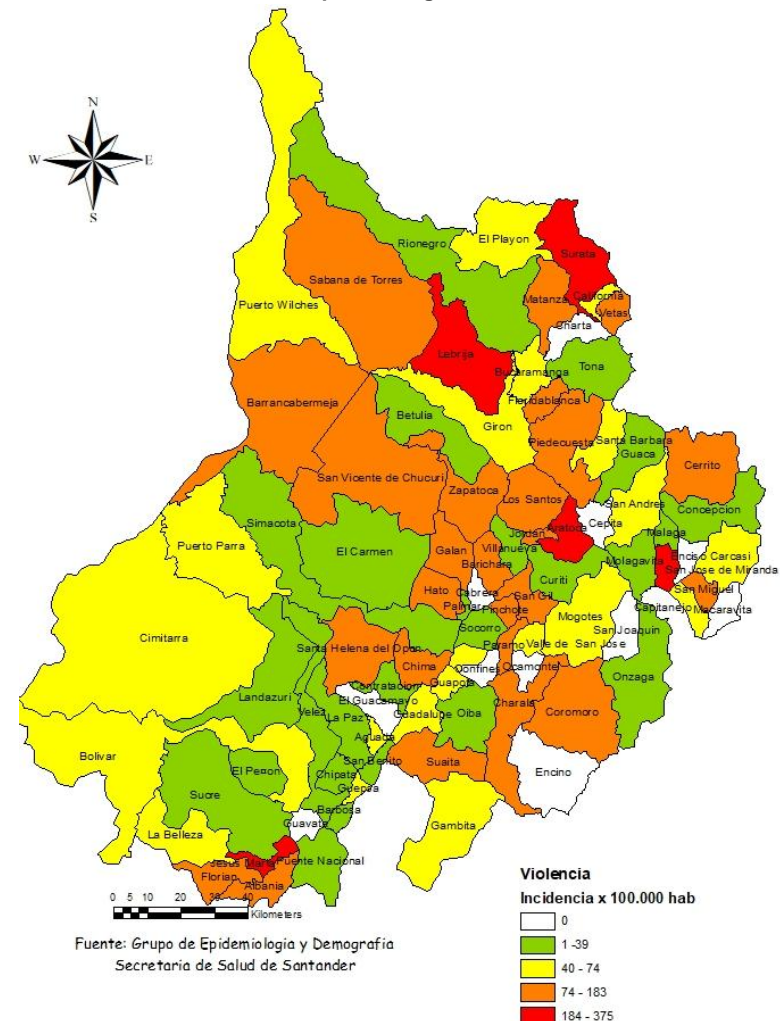 N
W
E
S
Rionegro
El Playon
Surata
Sabana de Torres
Matanza
California
Vetas
Puerto Wilches
Charta
Lebrija
Tona
Bucaramanga
Barrancabermeja
Floridablanca
Betulia
Giron
Piedecuesta
Santa Barbara
Guaca
Cerrito
San Vicente de Chucuri
Zapatoca
Los Santos
San Andres
Concepcion
Simacota
Aratoca
Cepita
Jordan
Malaga
Puerto Parra
El Carmen
Galan
Villanueva
Barichara
Molagavita
Enciso
Carcasi
San Jose de Miranda
Curiti
Hato
Cabrera
San Gil
San Miguel
Palmar
Pinchote
Mogotes
Capitanejo
Macaravita
Cimitarra
Socorro
San Joaquin
Santa Helena del Opon
Paramo
Valle de San Jose
Chima
Confines
Ocamonte
Onzaga
Contratacion
Guapota
Landazuri
El Guacamayo
Velez
La Paz
Guadalupe
Oiba
Charala
Coromoro
Aguada
Bolivar
San Benito
Suaita
El Peñon
Chipata
Encino
Guepsa
Sucre
Barbosa
Guavata
Gambita
La Belleza
Jesus Maria
Puente Nacional
Florian
Albania
0 5 10 20 30 40
Kilometers
Fuente: Grupo de Epidemiologia y Demografia
Secretaria de Salud de Santander
Violencia
Incidencia x 100.000 hab
0
1 -39
40 - 74
74 - 183
184 - 375